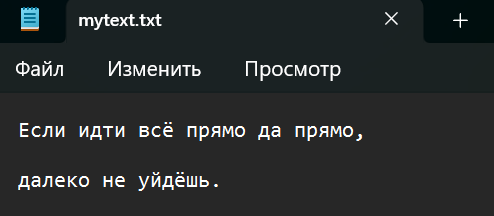 mytext.txt
Файл Изменить Просмотр
Если идти всё прямо да прямо,
далеко не уйдёшь.